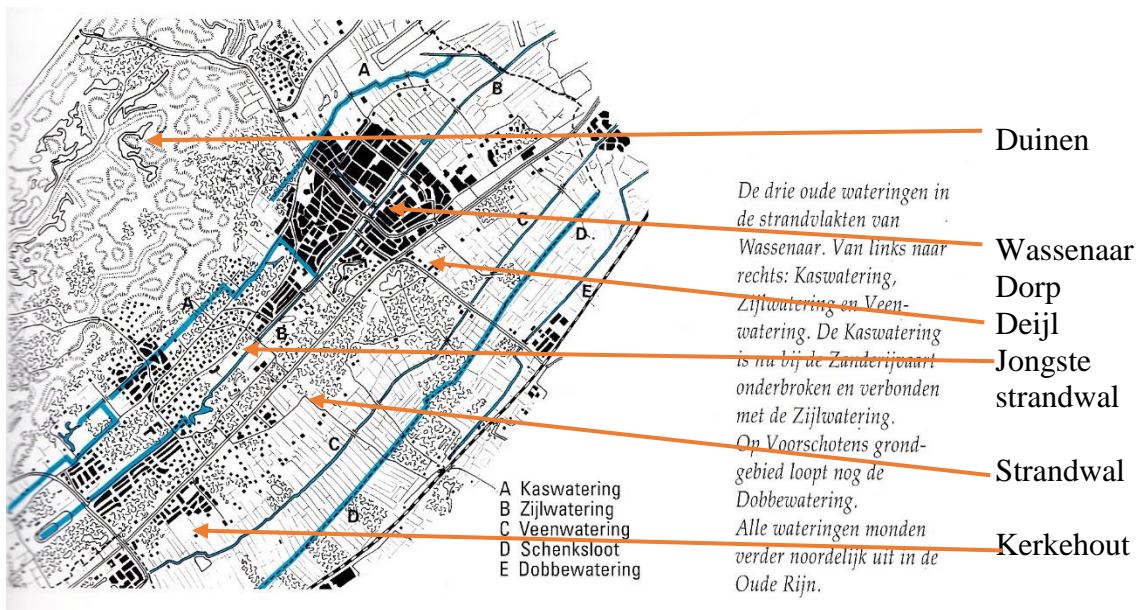 A
B
A
B
C
D
E
C
D
A Kaswatering
B Zijlwatering
C Veenwatering
D Schenksloot
E Dobbewatering
De drie oude wateringen in
de strandvlakten van
Wassenaar. Van links naar
rechts: Kaswatering,
Zijlwatering en Veen-
watering. De Kaswatering
is nu bij de Zanderijvaart
onderbroken en verbonden
met de Zijlwatering.
Op Voorschotens grond-
gebied loopt nog de
Dobbewatering.
Alle wateringen monden
verder noordelijk uit in de
Oude Rijn.
Duinen
Wassenaar
Dorp
Deijl
Jongste
strandwal
Strandwal
Kerkehout